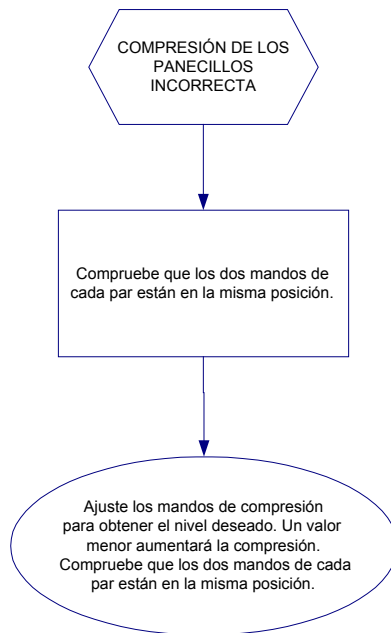 COMPRESIÓN DE LOS
PANECILLOS
INCORRECTA
Compruebe que los dos mandos de
cada par están en la misma posición.
Ajuste los mandos de compresión
para obtener el nivel deseado. Un valor
menor aumentará la compresión.
Compruebe que los dos mandos de cada
par están en la misma posición.